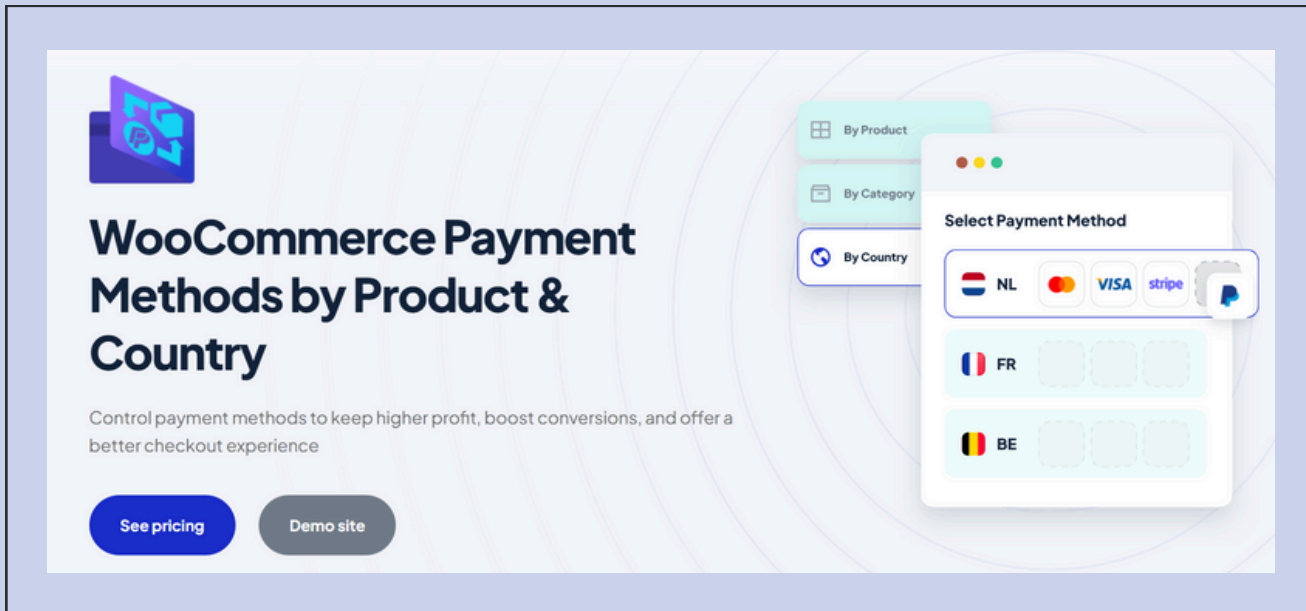 WooCommerce Payment
Methods by Product &
Country
Control payment methods to keep higher profit, boost conversions, and offer a
better checkout experience
See pricing
Demo site
By Product
By Category
By Country
Select Payment Method
NL
VISA
stripe
FR
BE